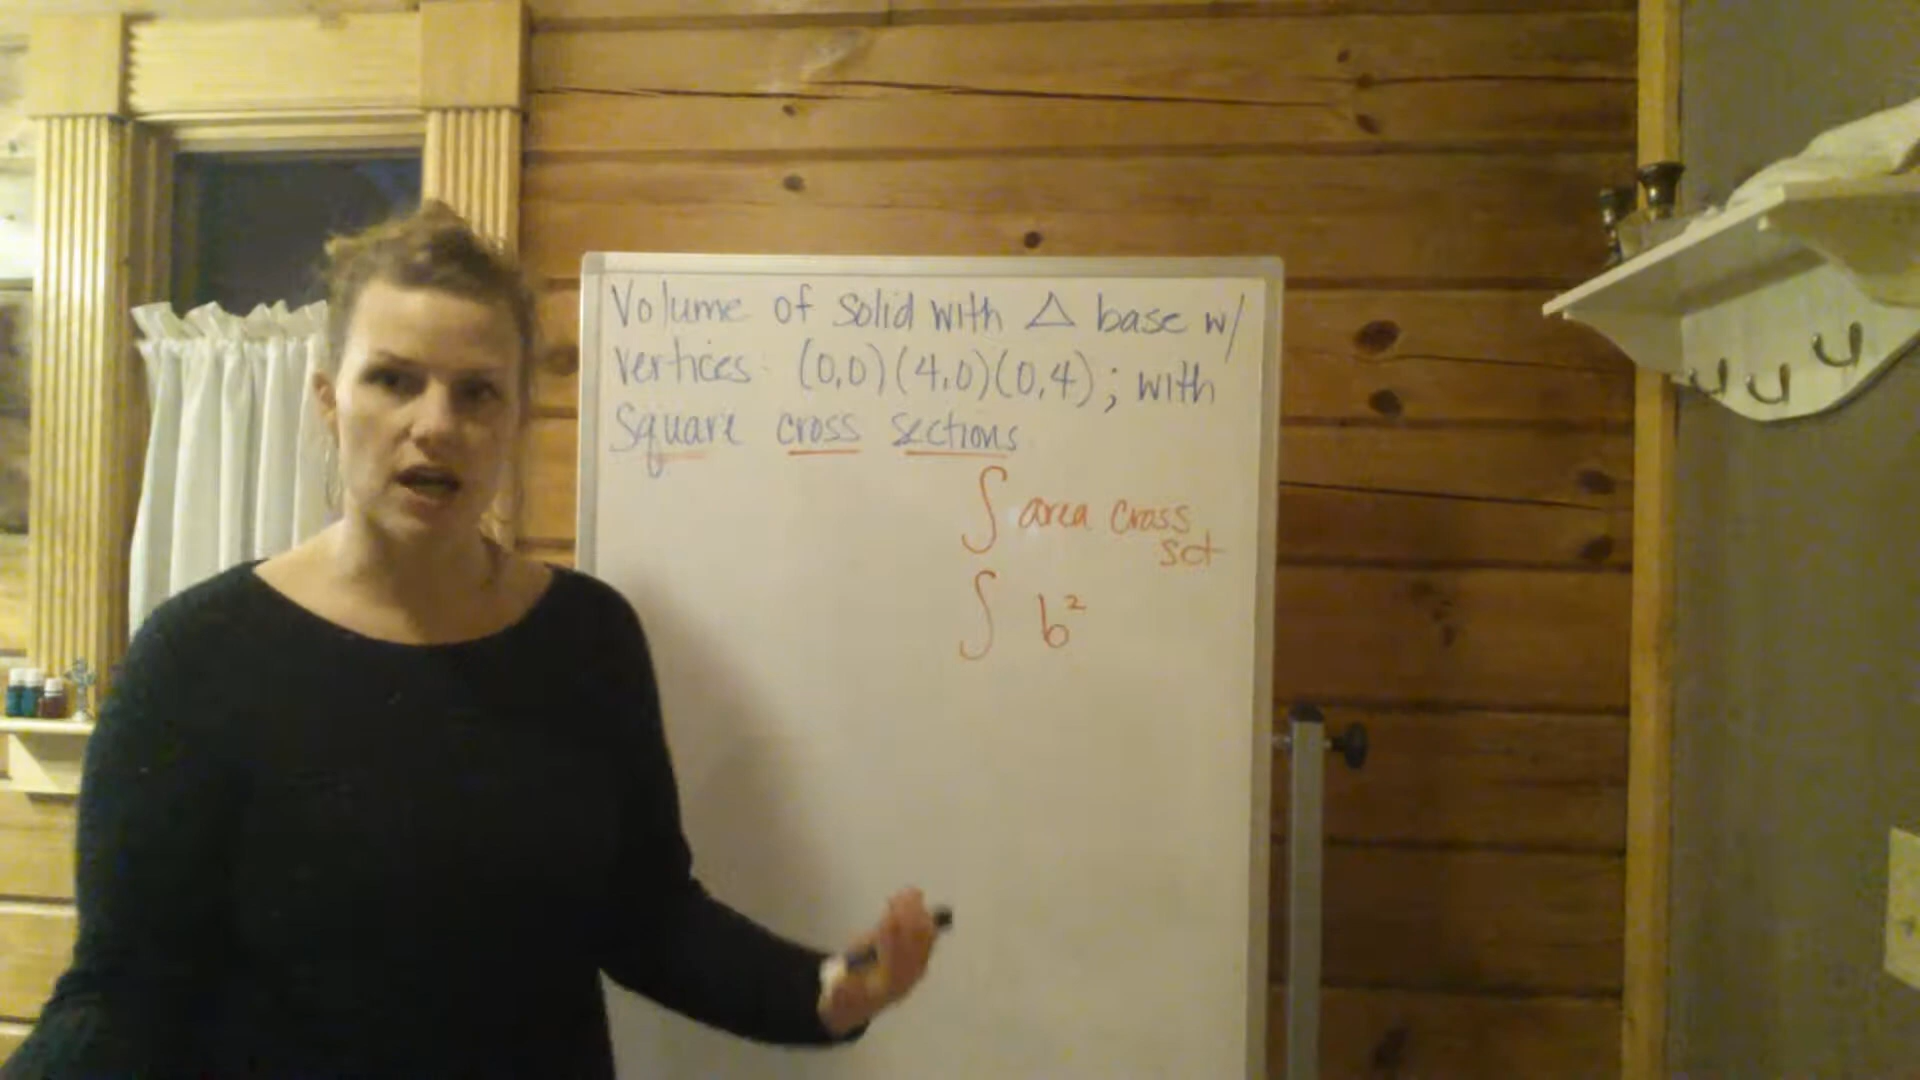 Volume of solid with △ base w/
vertices: (0,0)(4,0)(0,4); with
Square cross sections
∫ area cross
sct
∫ b²